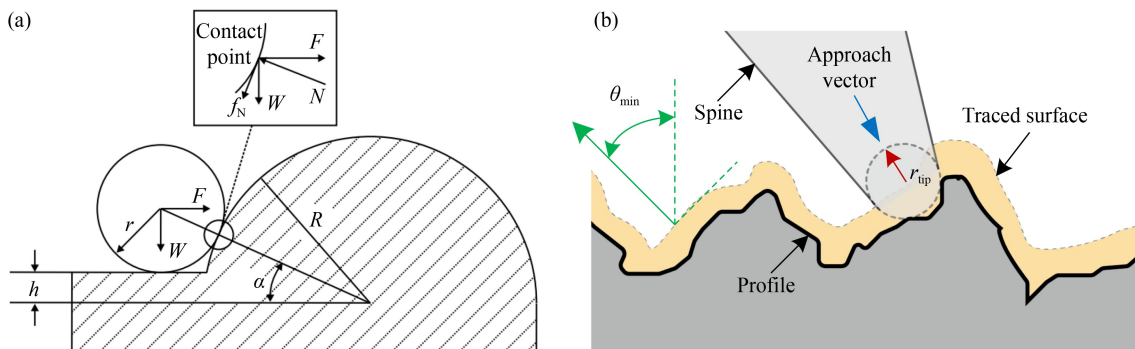 (a)
Contact
point
F
f_N
W
N
F
r
W
R
α
h
(b)
θ_min
Spine
Approach
vector
Traced surface
r_tip
Profile